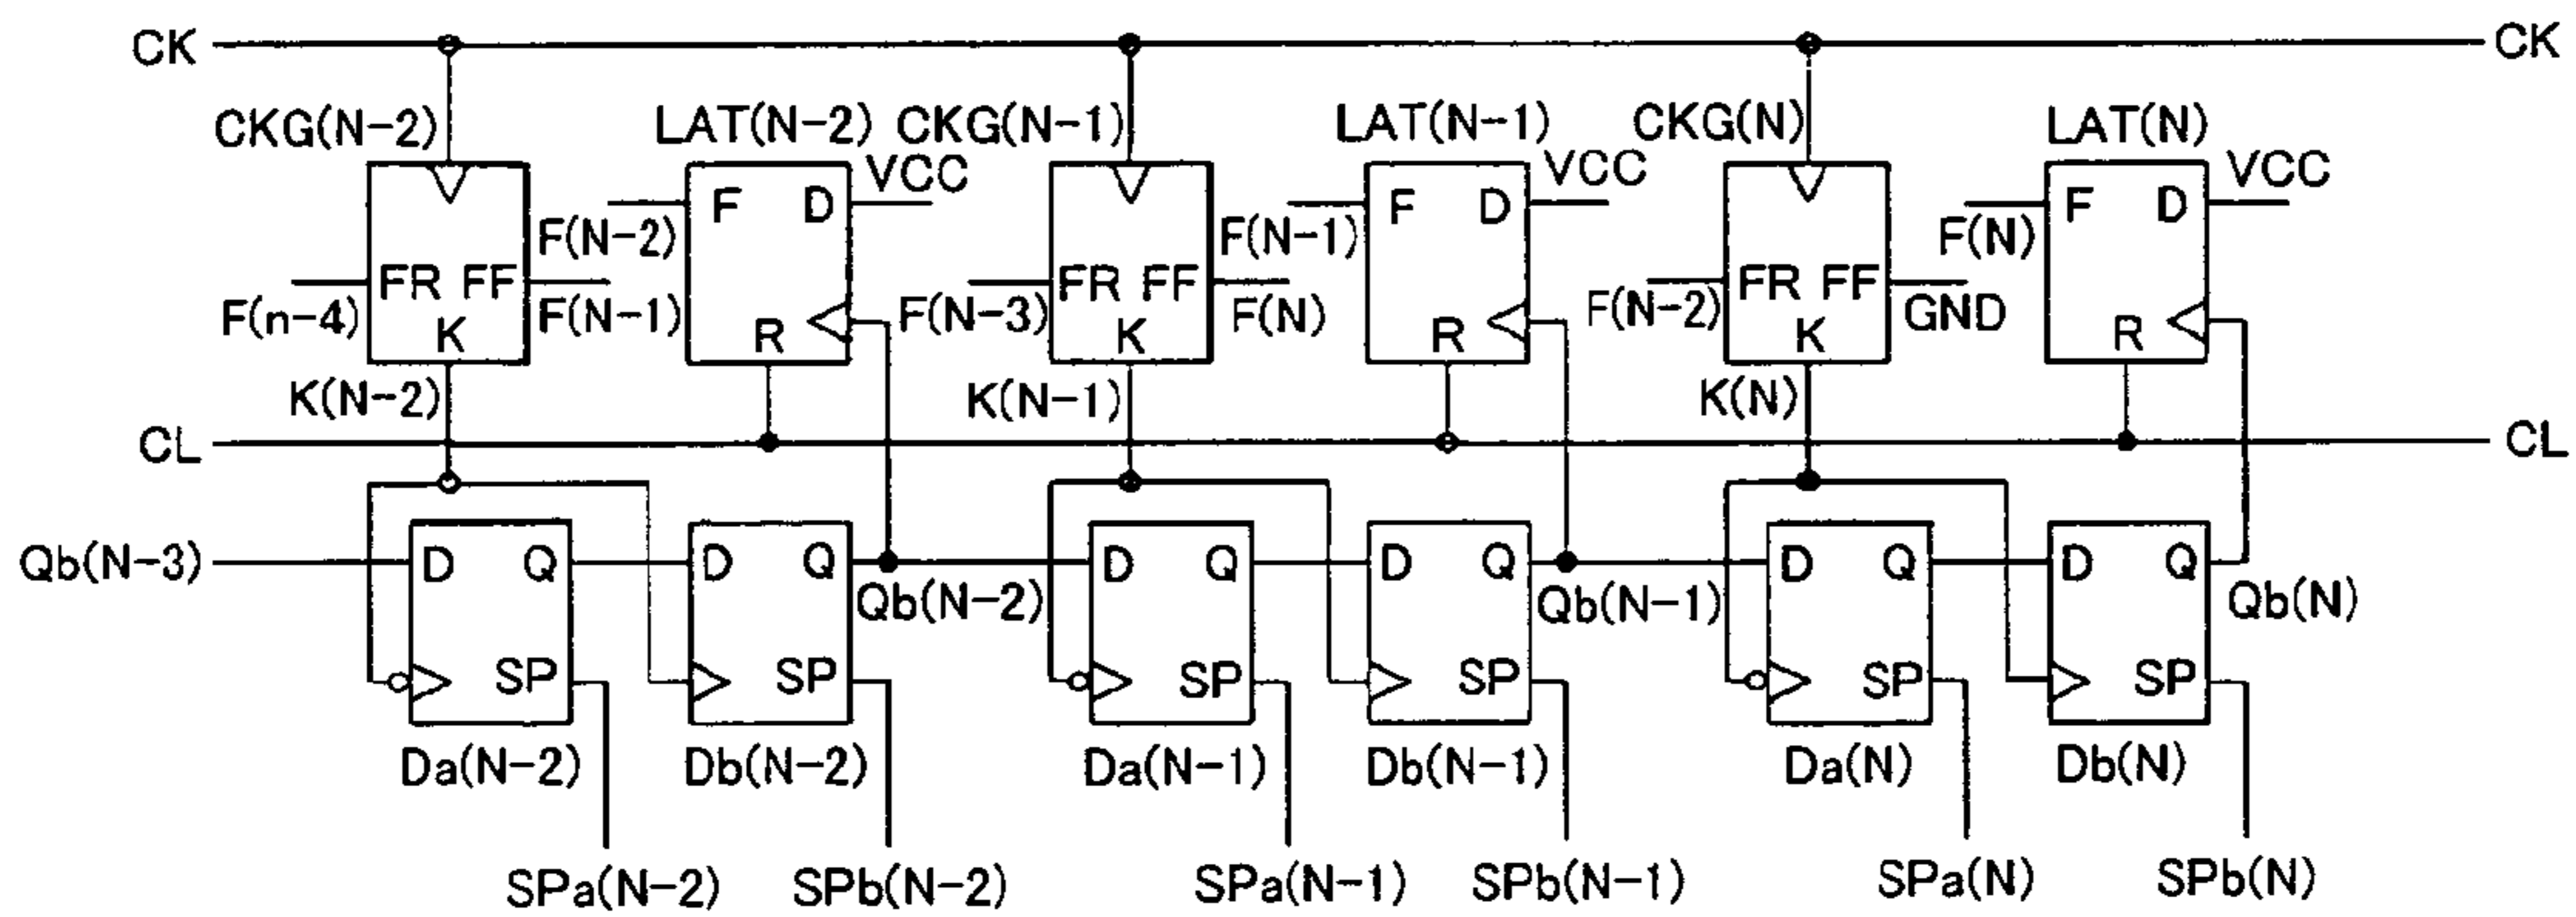 CK CK
CKG(N-2) LAT(N-2) CKG(N-1) LAT(N-1) CKG(N) LAT(N)
VCC VCC VCC
F D F D F D
F(N-2) F(N-1) F(N)
FR FF FR FF FR FF
F(n-4) F(N-1) F(N-3) F(N) F(N-2) GND
K R K R K R
K(N-2) K(N-1) K(N)
CL CL
Qb(N-3) D Q D Q D Q D Q D Q D Q
Qb(N-2) Qb(N-1) Qb(N)
SP SP SP SP SP SP
Da(N-2) Db(N-2) Da(N-1) Db(N-1) Da(N) Db(N)
SPa(N-2) SPb(N-2) SPa(N-1) SPb(N-1) SPa(N) SPb(N)